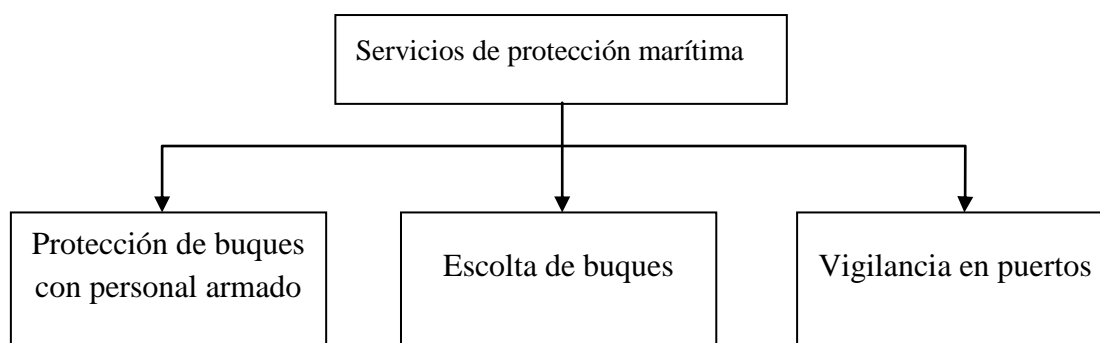 Servicios de protección marítima
Protección de buques
con personal armado
Escolta de buques
Vigilancia en puertos